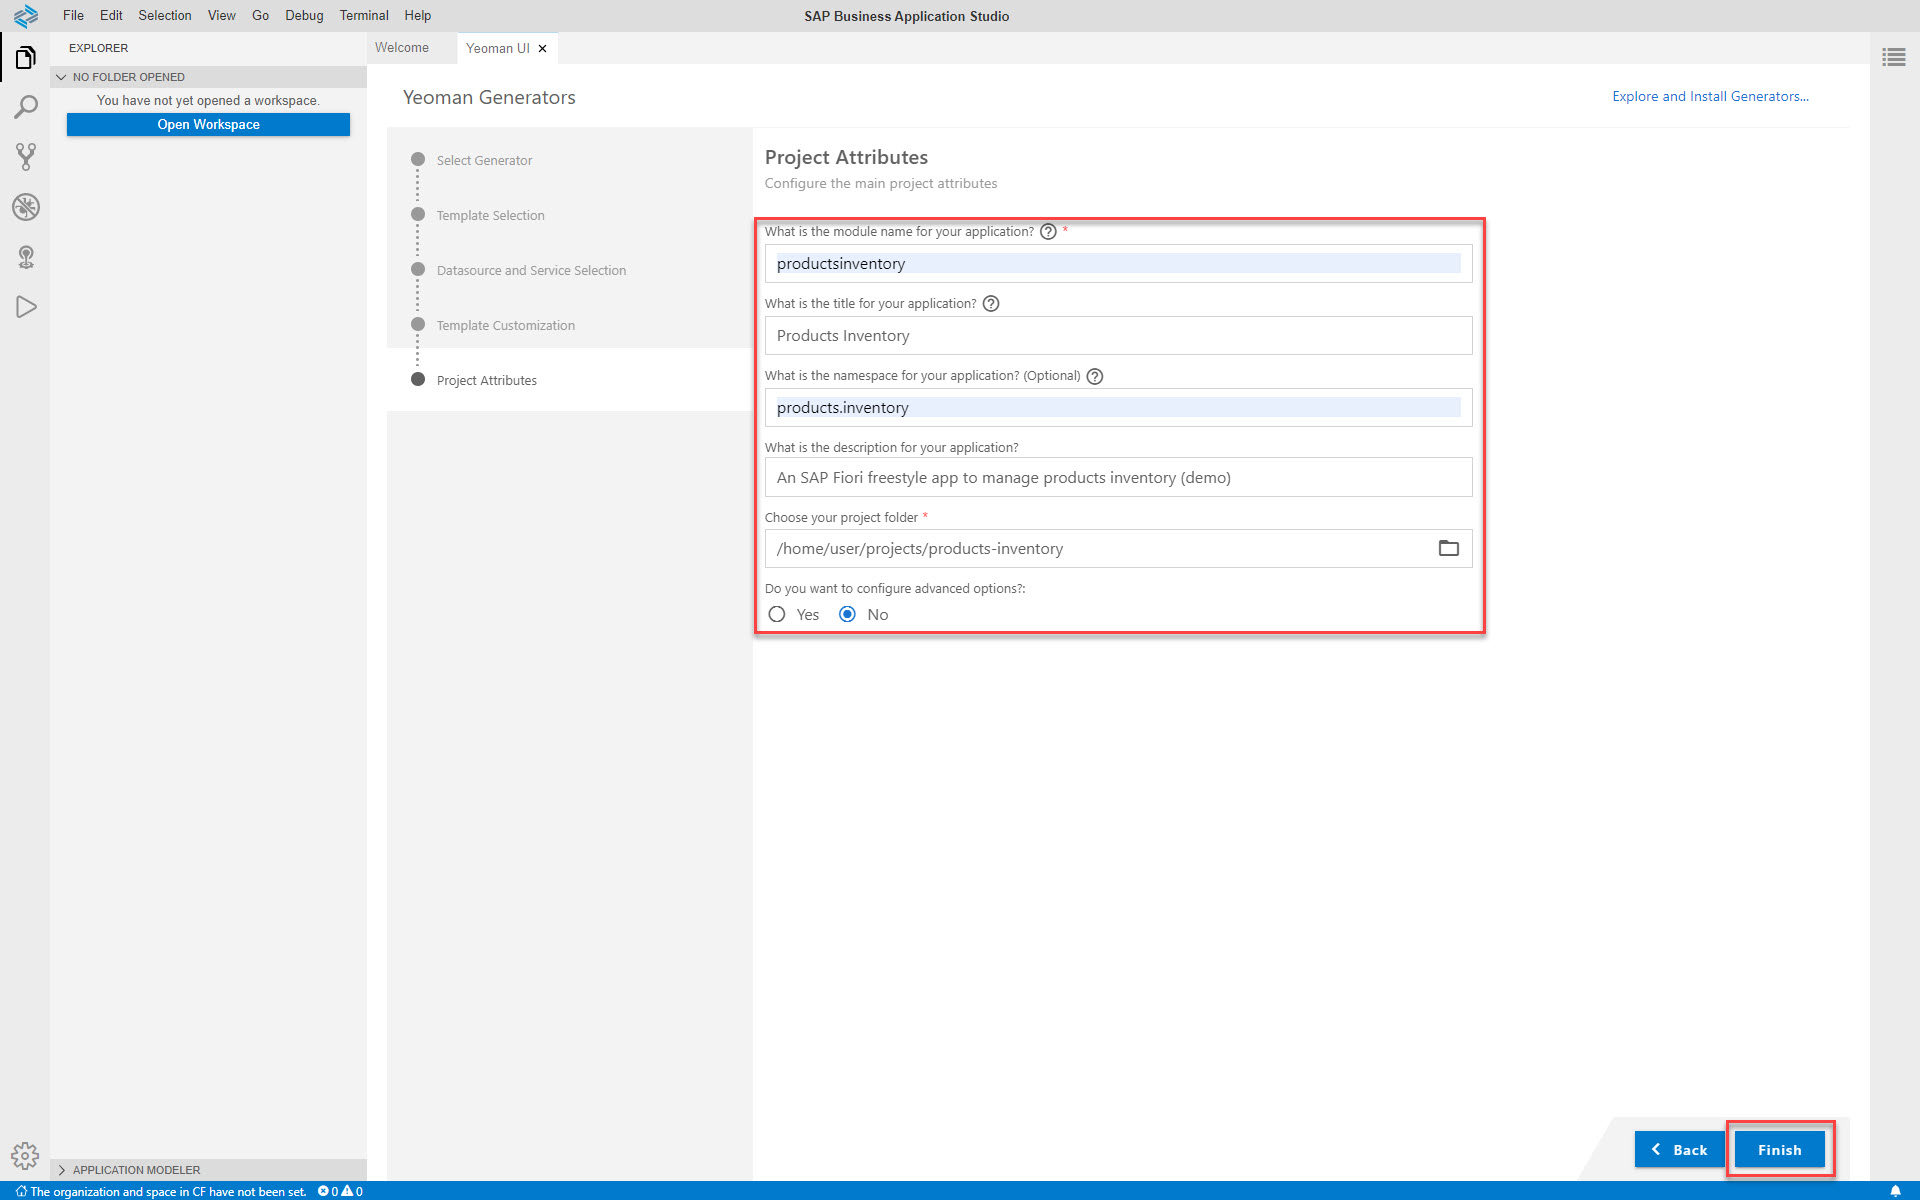 File Edit Selection View Go Debug Terminal Help
SAP Business Application Studio
EXPLORER
NO FOLDER OPENED
You have not yet opened a workspace.
Open Workspace
APPLICATION MODELER
Welcome
Yeoman UI
Yeoman Generators
Explore and Install Generators...
Select Generator
Template Selection
Datasource and Service Selection
Template Customization
Project Attributes
Project Attributes
Configure the main project attributes
What is the module name for your application? ? *
productsinventory
What is the title for your application? ?
Products Inventory
What is the namespace for your application? (Optional) ?
products.inventory
What is the description for your application?
An SAP Fiori freestyle app to manage products inventory (demo)
Choose your project folder *
/home/user/projects/products-inventory
Do you want to configure advanced options?:
Yes No
Back
Finish
The organization and space in CF have not been set. 0 0